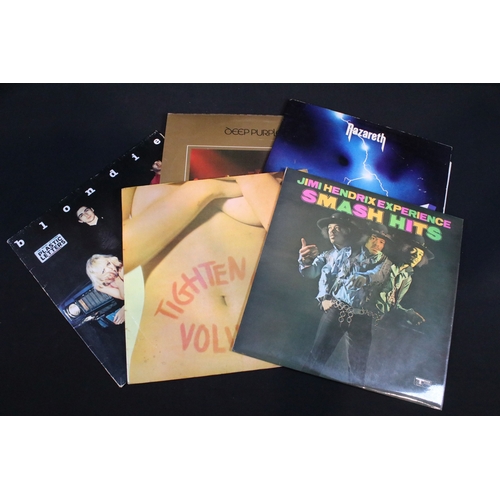 DEEP PURPLE
Nazareth
blondie
PLASTIC
LETTERS
JIMI HENDRIX EXPERIENCE
SMASH HITS
TIGHTEN
VOL